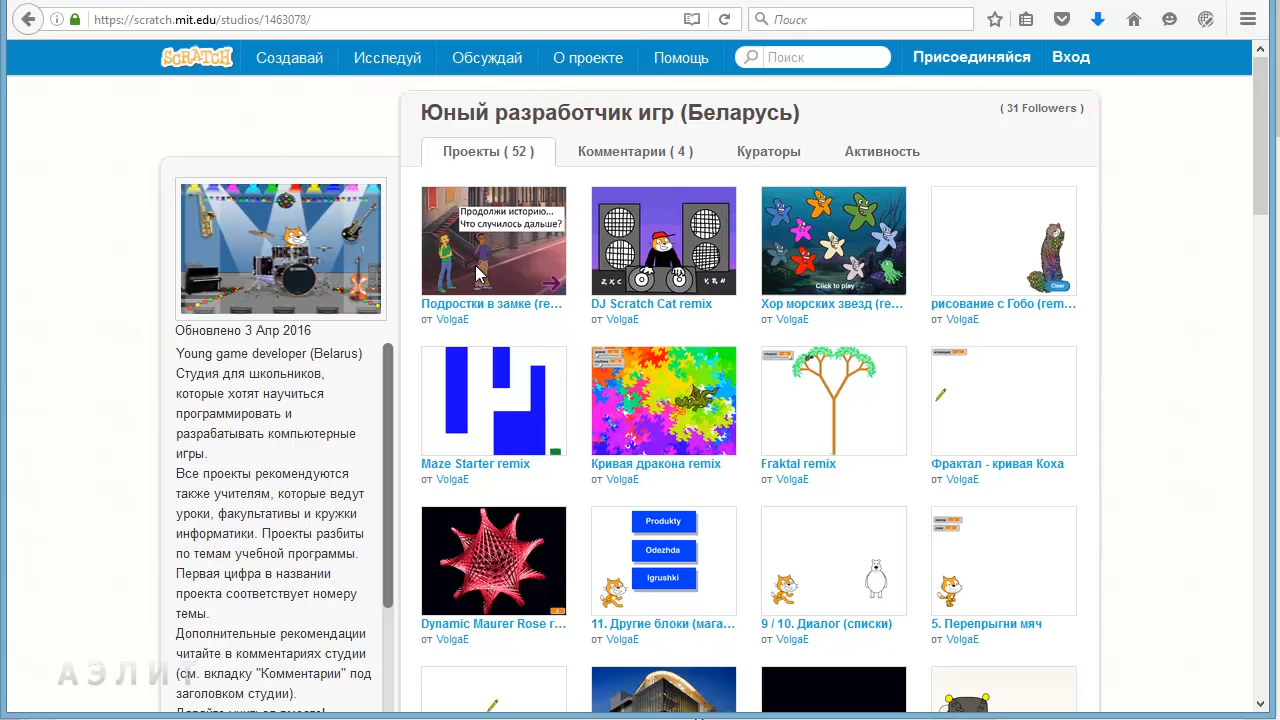 https://scratch.mit.edu/studios/1463078/
Поиск
SCRATCH
Создавай
Исследуй
Обсуждай
О проекте
Помощь
Поиск
Присоединяйся
Вход
Юный разработчик игр (Беларусь)
( 31 Followers )
Проекты ( 52 )
Комментарии ( 4 )
Кураторы
Активность
Обновлено 3 Апр 2016
Young game developer (Belarus)
Студия для школьников,
которые хотят научиться
программировать и
разрабатывать компьютерные
игры.
Все проекты рекомендуются
также учителям, которые ведут
уроки, факультативы и кружки
информатики. Проекты разбиты
по темам учебной программы.
Первая цифра в названии
проекта соответствует номеру
темы.
Дополнительные рекомендации
читайте в комментариях студии
(см. вкладку "Комментарии" под
заголовком студии).
АЭЛИТ
Продолжи историю...
Что случилось дальше?
Click to play
Clear
Подростки в замке (re...
DJ Scratch Cat remix
Хор морских звезд (re...
рисование с Гобо (rem...
от VolgaE
от VolgaE
от VolgaE
от VolgaE
Maze Starter remix
Кривая дракона remix
Fraktal remix
Фрактал - кривая Коха
от VolgaE
от VolgaE
от VolgaE
от VolgaE
Produkty
Odezhda
Igrushki
Dynamic Maurer Rose r...
11. Другие блоки (мага...
9 / 10. Диалог (списки)
5. Перепрыгни мяч
от VolgaE
от VolgaE
от VolgaE
от VolgaE